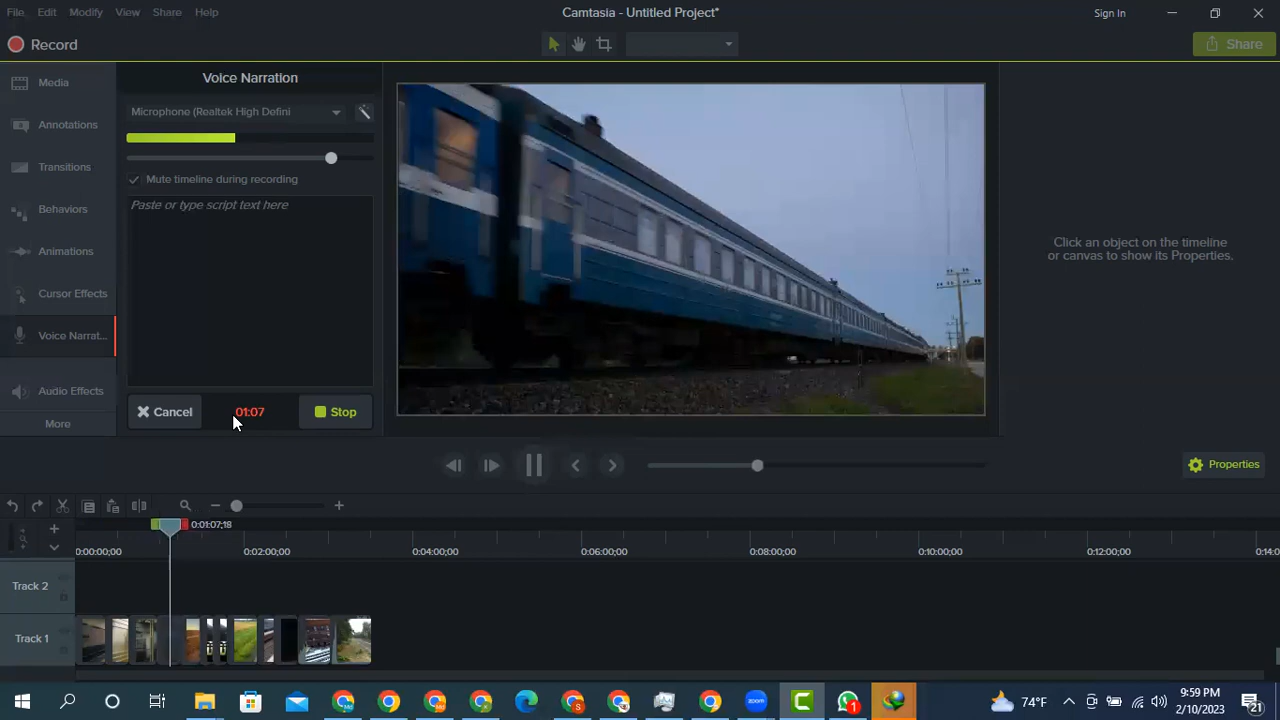 File Edit Modify View Share Help
Camtasia - Untitled Project*
Sign In
Record
Share
Media
Annotations
Transitions
Behaviors
Animations
Cursor Effects
Voice Narrat...
Audio Effects
More
Voice Narration
Microphone (Realtek High Defini
Mute timeline during recording
Paste or type script text here
Cancel
01:07
Stop
Click an object on the timeline
or canvas to show its Properties.
Properties
0:01:07;18
0:00:00;00 0:02:00;00 0:04:00;00 0:06:00;00 0:08:00;00 0:10:00;00 0:12:00;00 0:14:0
Track 2
Track 1
74°F
9:59 PM
2/10/2023
21